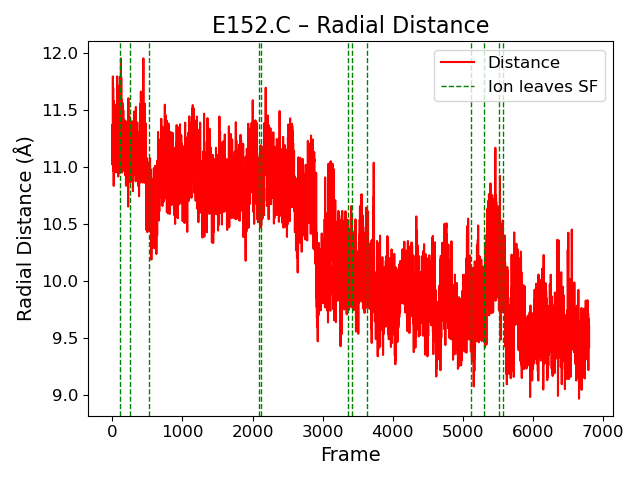 E152.C – Radial Distance
12.0
11.5
11.0
10.5
10.0
9.5
9.0
Radial Distance (Å)
Distance
Ion leaves SF
0 1000 2000 3000 4000 5000 6000 7000
Frame